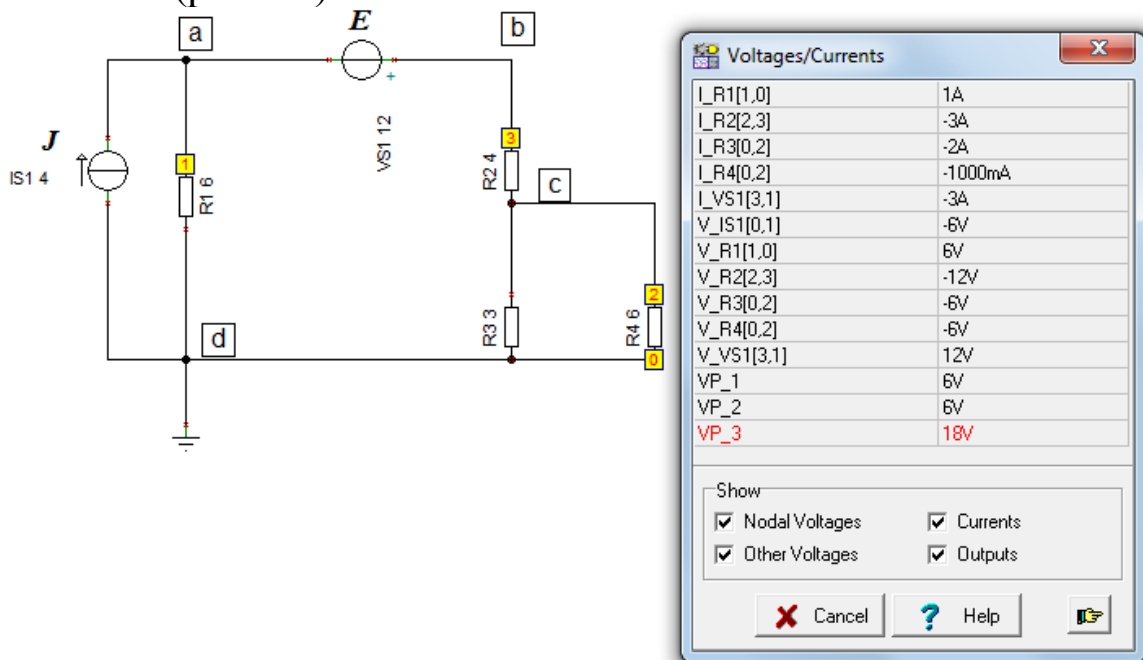 E
a
b
J
IS1 4
1
R1 6
VS1 12
3
R2 4
c
2
R3 3
R4 6
d
0
+
Voltages/Currents
I_R1[1,0] 1A
I_R2[2,3] -3A
I_R3[0,2] -2A
I_R4[0,2] -1000mA
I_VS1[3,1] -3A
V_IS1[0,1] -6V
V_R1[1,0] 6V
V_R2[2,3] -12V
V_R3[0,2] -6V
V_R4[0,2] -6V
V_VS1[3,1] 12V
VP_1 6V
VP_2 6V
VP_3 18V
Show
Nodal Voltages Currents
Other Voltages Outputs
Cancel ? Help